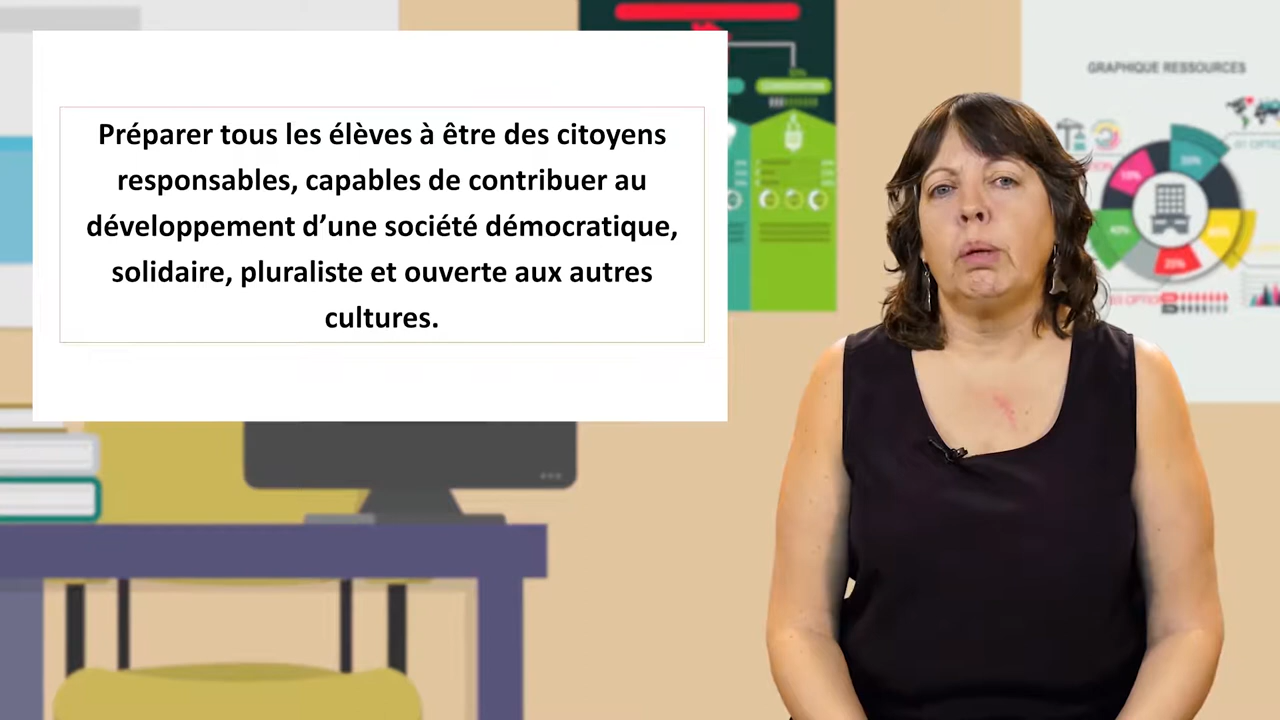 Préparer tous les élèves à être des citoyens
responsables, capables de contribuer au
développement d’une société démocratique,
solidaire, pluraliste et ouverte aux autres
cultures.
GRAPHIQUE RESSOURCES